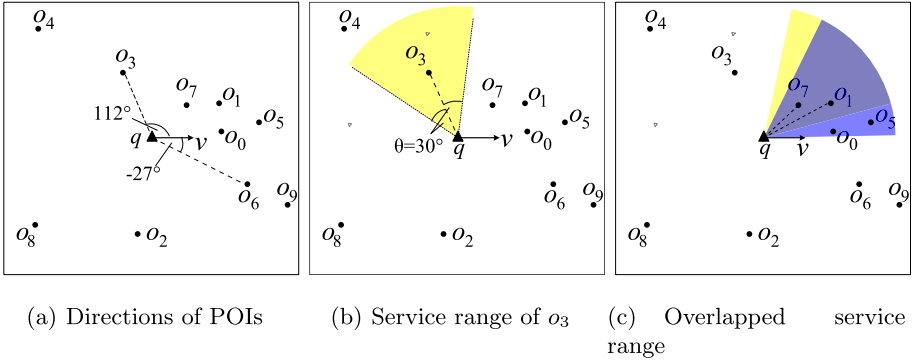 o4
o3
o7
o1
112°
o5
q
v
o0
-27°
o6
o9
o8
o2
o4
o3
o7
o1
o5
θ=30°
q
v
o0
o6
o9
o8
o2
o4
o3
o7
o1
o5
q
v
o0
o6
o9
o8
o2
(a) Directions of POIs
(b) Service range of o3
(c) Overlapped service
range